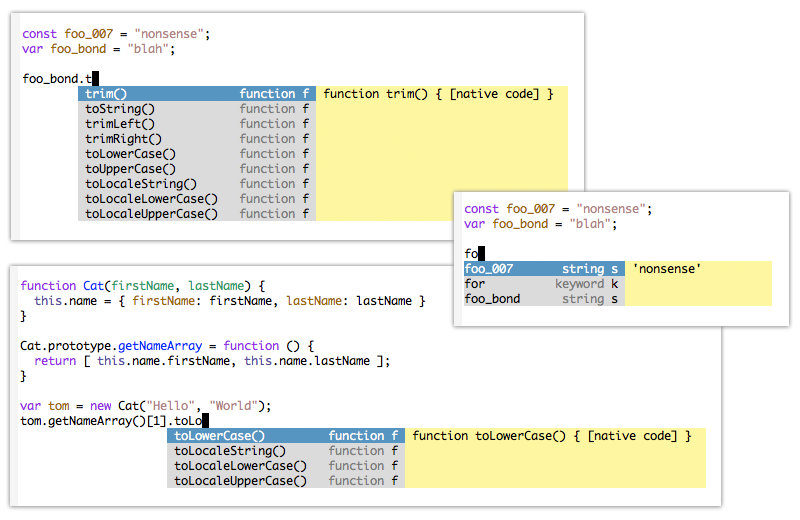 const foo_007 = "nonsense";
var foo_bond = "blah";
foo_bond.t
trim() function f function trim() { [native code] }
toString() function f
trimLeft() function f
trimRight() function f
toLowerCase() function f
toUpperCase() function f
toLocaleString() function f
toLocaleLowerCase() function f
toLocaleUpperCase() function f
const foo_007 = "nonsense";
var foo_bond = "blah";
fo
foo_007 string s 'nonsense'
for keyword k
foo_bond string s
function Cat(firstName, lastName) {
  this.name = { firstName: firstName, lastName: lastName }
}
Cat.prototype.getNameArray = function () {
  return [ this.name.firstName, this.name.lastName ];
}
var tom = new Cat("Hello", "World");
tom.getNameArray()[1].toLo
toLowerCase() function f function toLowerCase() { [native code] }
toLocaleString() function f
toLocaleLowerCase() function f
toLocaleUpperCase() function f